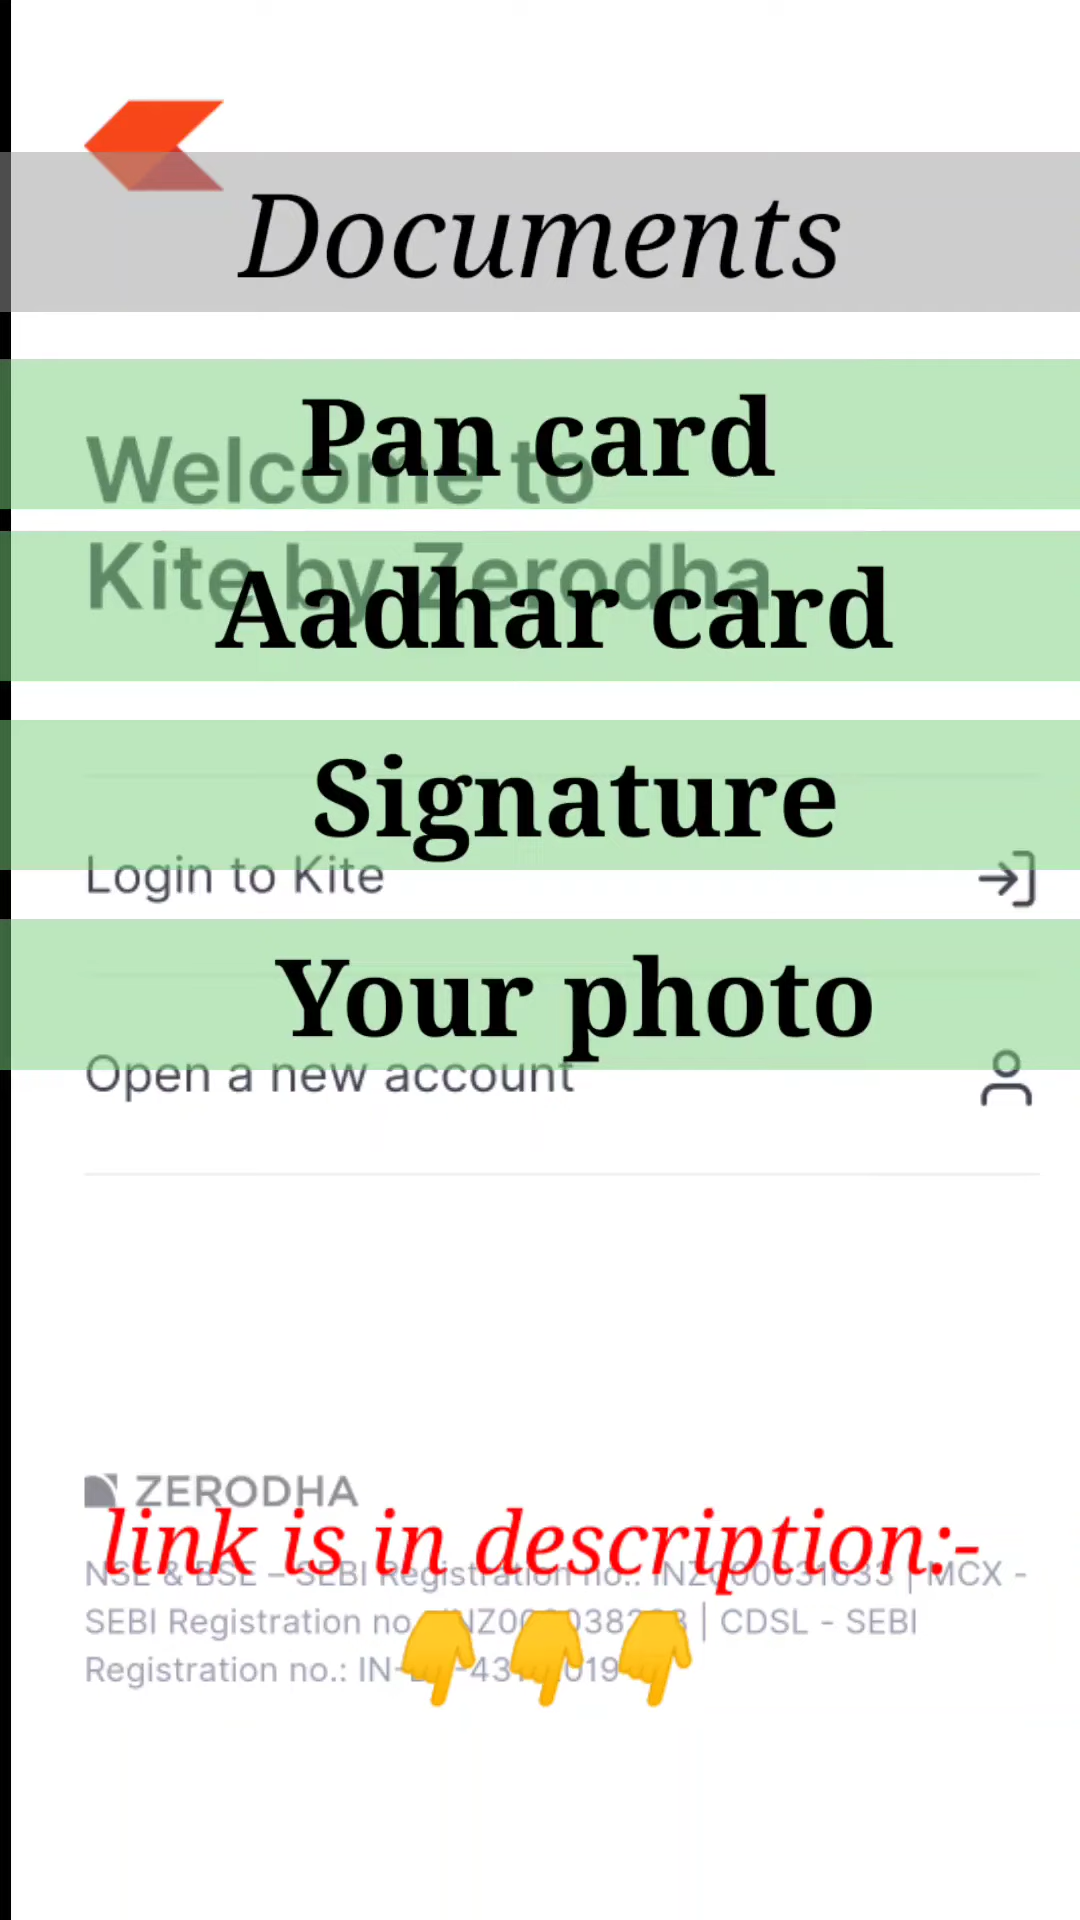 Documents
Pan card
Welcome to
Aadhar card
Kite by Zerodha
Signature
Login to Kite
Your photo
Open a new account
ZERODHA
link is in description:-
NSE & BSE – SEBI Registration no.: INZ000031633 | MCX -
SEBI Registration no | CDSL - SEBI
Registration no.:
👇👇👇